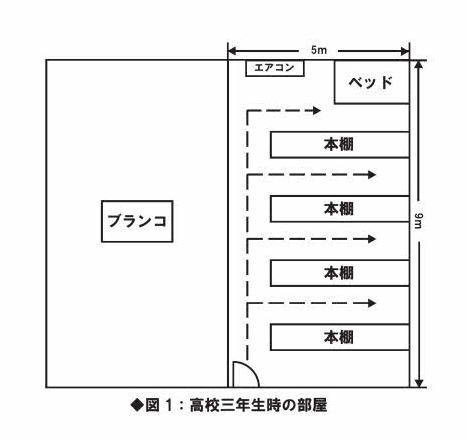 5m
エアコン
ベッド
本棚
本棚
ブランコ
9m
本棚
本棚
◆図1：高校三年生時の部屋